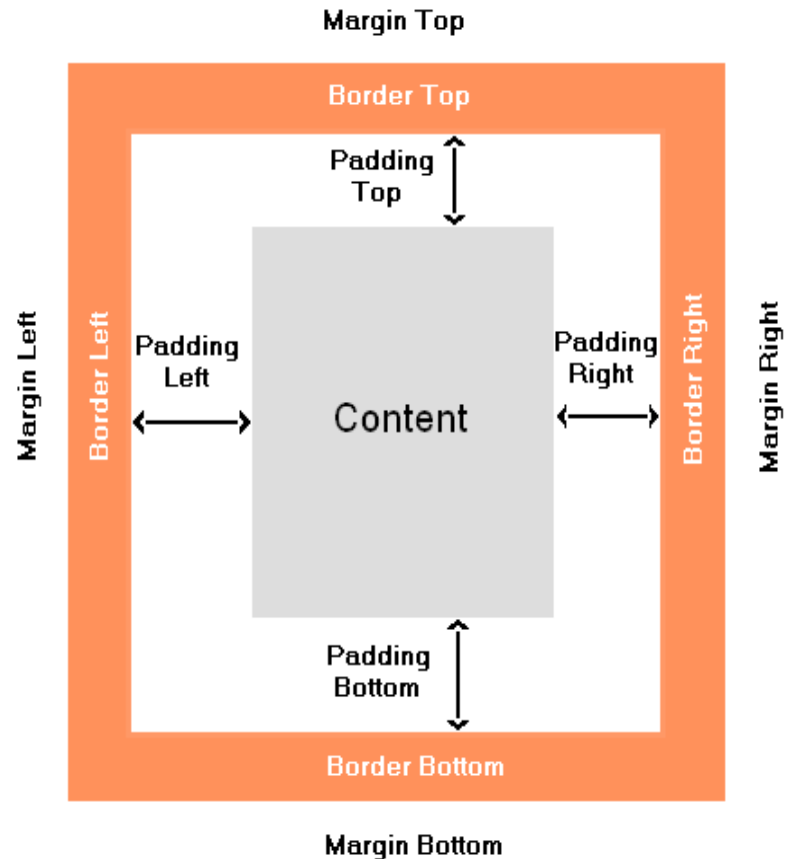 Margin Top
Border Top
Padding
Top
Margin Left
Border Left
Padding
Left
Content
Padding
Right
Border Right
Margin Right
Padding
Bottom
Border Bottom
Margin Bottom